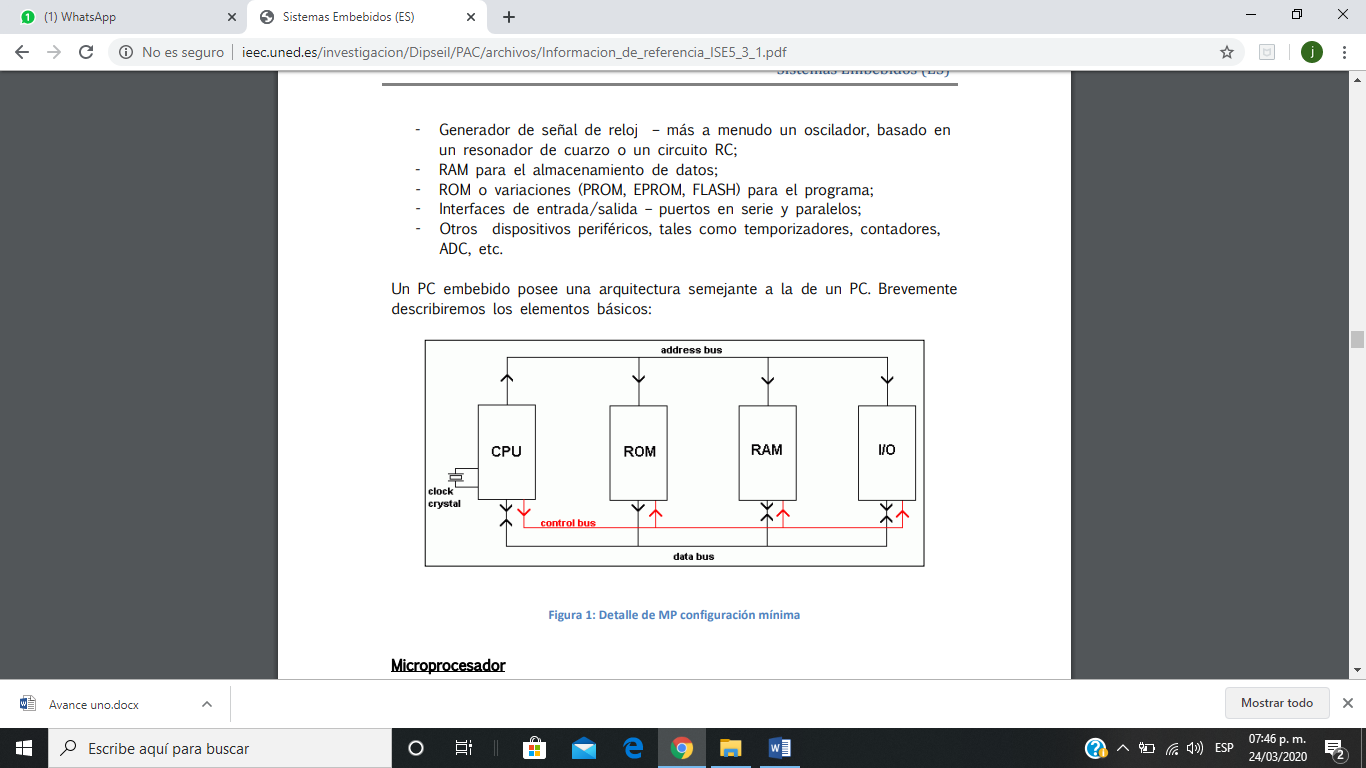 1
(1) WhatsApp
Sistemas Embebidos (ES)
No es seguro
ieec.uned.es/investigacion/Dipseil/PAC/archivos/Informacion_de_referencia_ISE5_3_1.pdf
j
Sistemas Embebidos (ES)
- Generador de señal de reloj – más a menudo un oscilador, basado en
un resonador de cuarzo o un circuito RC;
- RAM para el almacenamiento de datos;
- ROM o variaciones (PROM, EPROM, FLASH) para el programa;
- Interfaces de entrada/salida – puertos en serie y paralelos;
- Otros dispositivos periféricos, tales como temporizadores, contadores,
ADC, etc.
Un PC embebido posee una arquitectura semejante a la de un PC. Brevemente
describiremos los elementos básicos:
address bus
CPU
ROM
RAM
I/O
clock
crystal
control bus
data bus
Figura 1: Detalle de MP configuración mínima
Microprocesador
Avance uno.docx
Mostrar todo
Escribe aquí para buscar
ESP
07:46 p. m.
24/03/2020
2